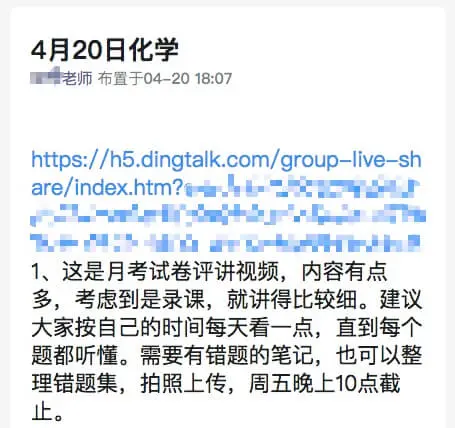 4月20日化学
老师 布置于04-20 18:07
https://h5.dingtalk.com/group-live-sh
are/index.htm?
1、这是月考试卷评讲视频，内容有点
多，考虑到是录课，就讲得比较细。建议
大家按自己的时间每天看一点，直到每个
题都听懂。需要有错题的笔记，也可以整
理错题集，拍照上传，周五晚上10点截
止。